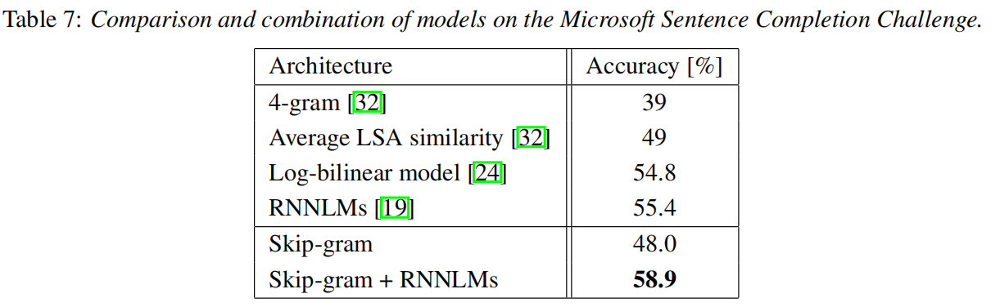 Table 7: Comparison and combination of models on the Microsoft Sentence Completion Challenge.
Architecture Accuracy [%]
4-gram [32] 39
Average LSA similarity [32] 49
Log-bilinear model [24] 54.8
RNNLMs [19] 55.4
Skip-gram 48.0
Skip-gram + RNNLMs 58.9